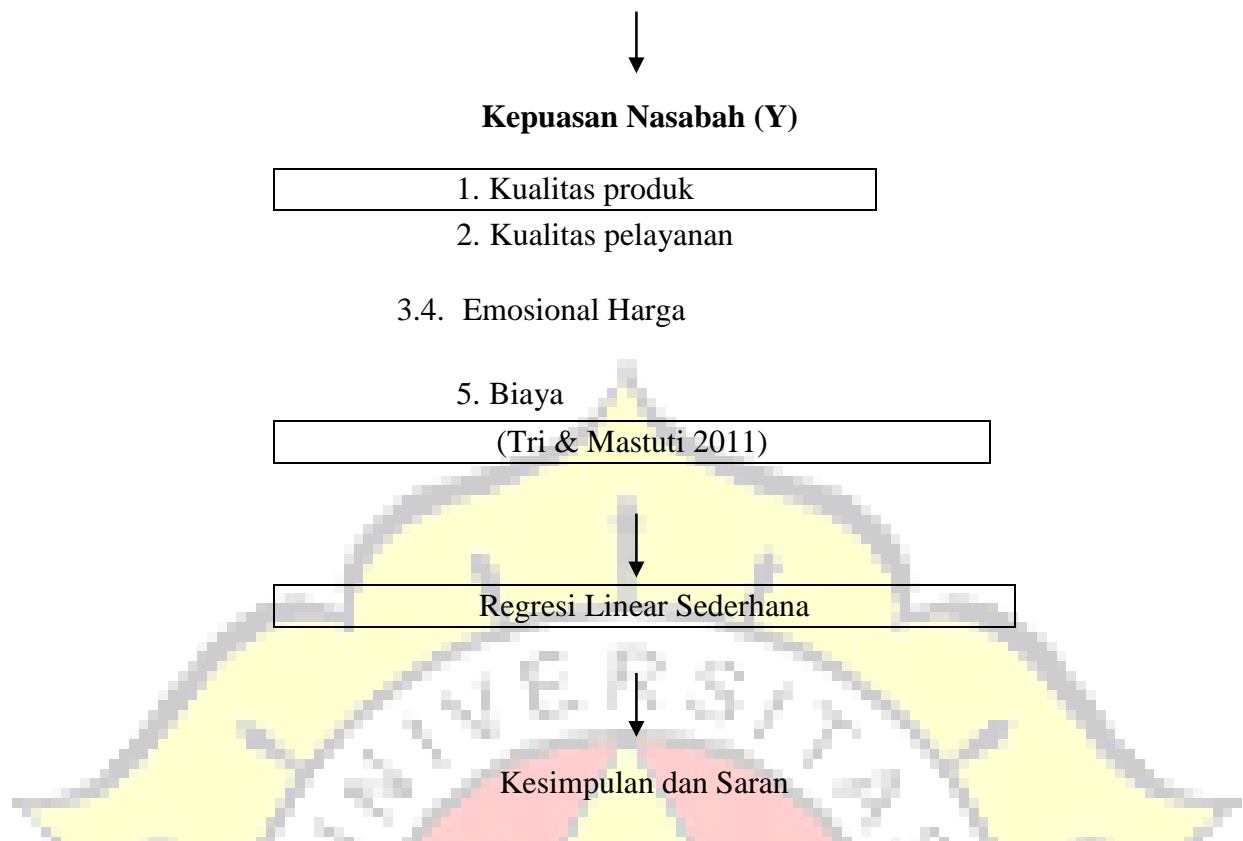 Kepuasan Nasabah (Y)
1. Kualitas produk
2. Kualitas pelayanan
3.4. Emosional Harga
5. Biaya
(Tri & Mastuti 2011)
Regresi Linear Sederhana
UNIVERSITA
Kesimpulan dan Saran